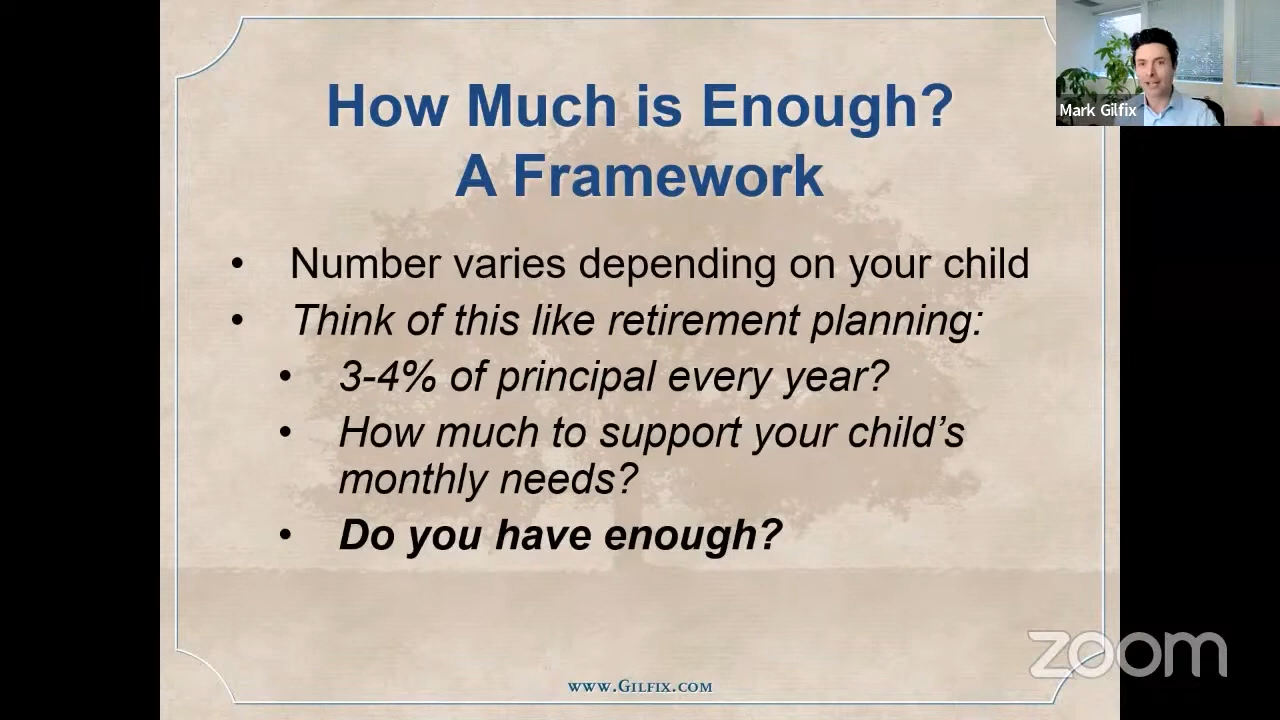 How Much is Enough?
A Framework
Mark Gilfix
• Number varies depending on your child
• Think of this like retirement planning:
• 3-4% of principal every year?
• How much to support your child’s
monthly needs?
• Do you have enough?
zoom
www.Gilfix.com